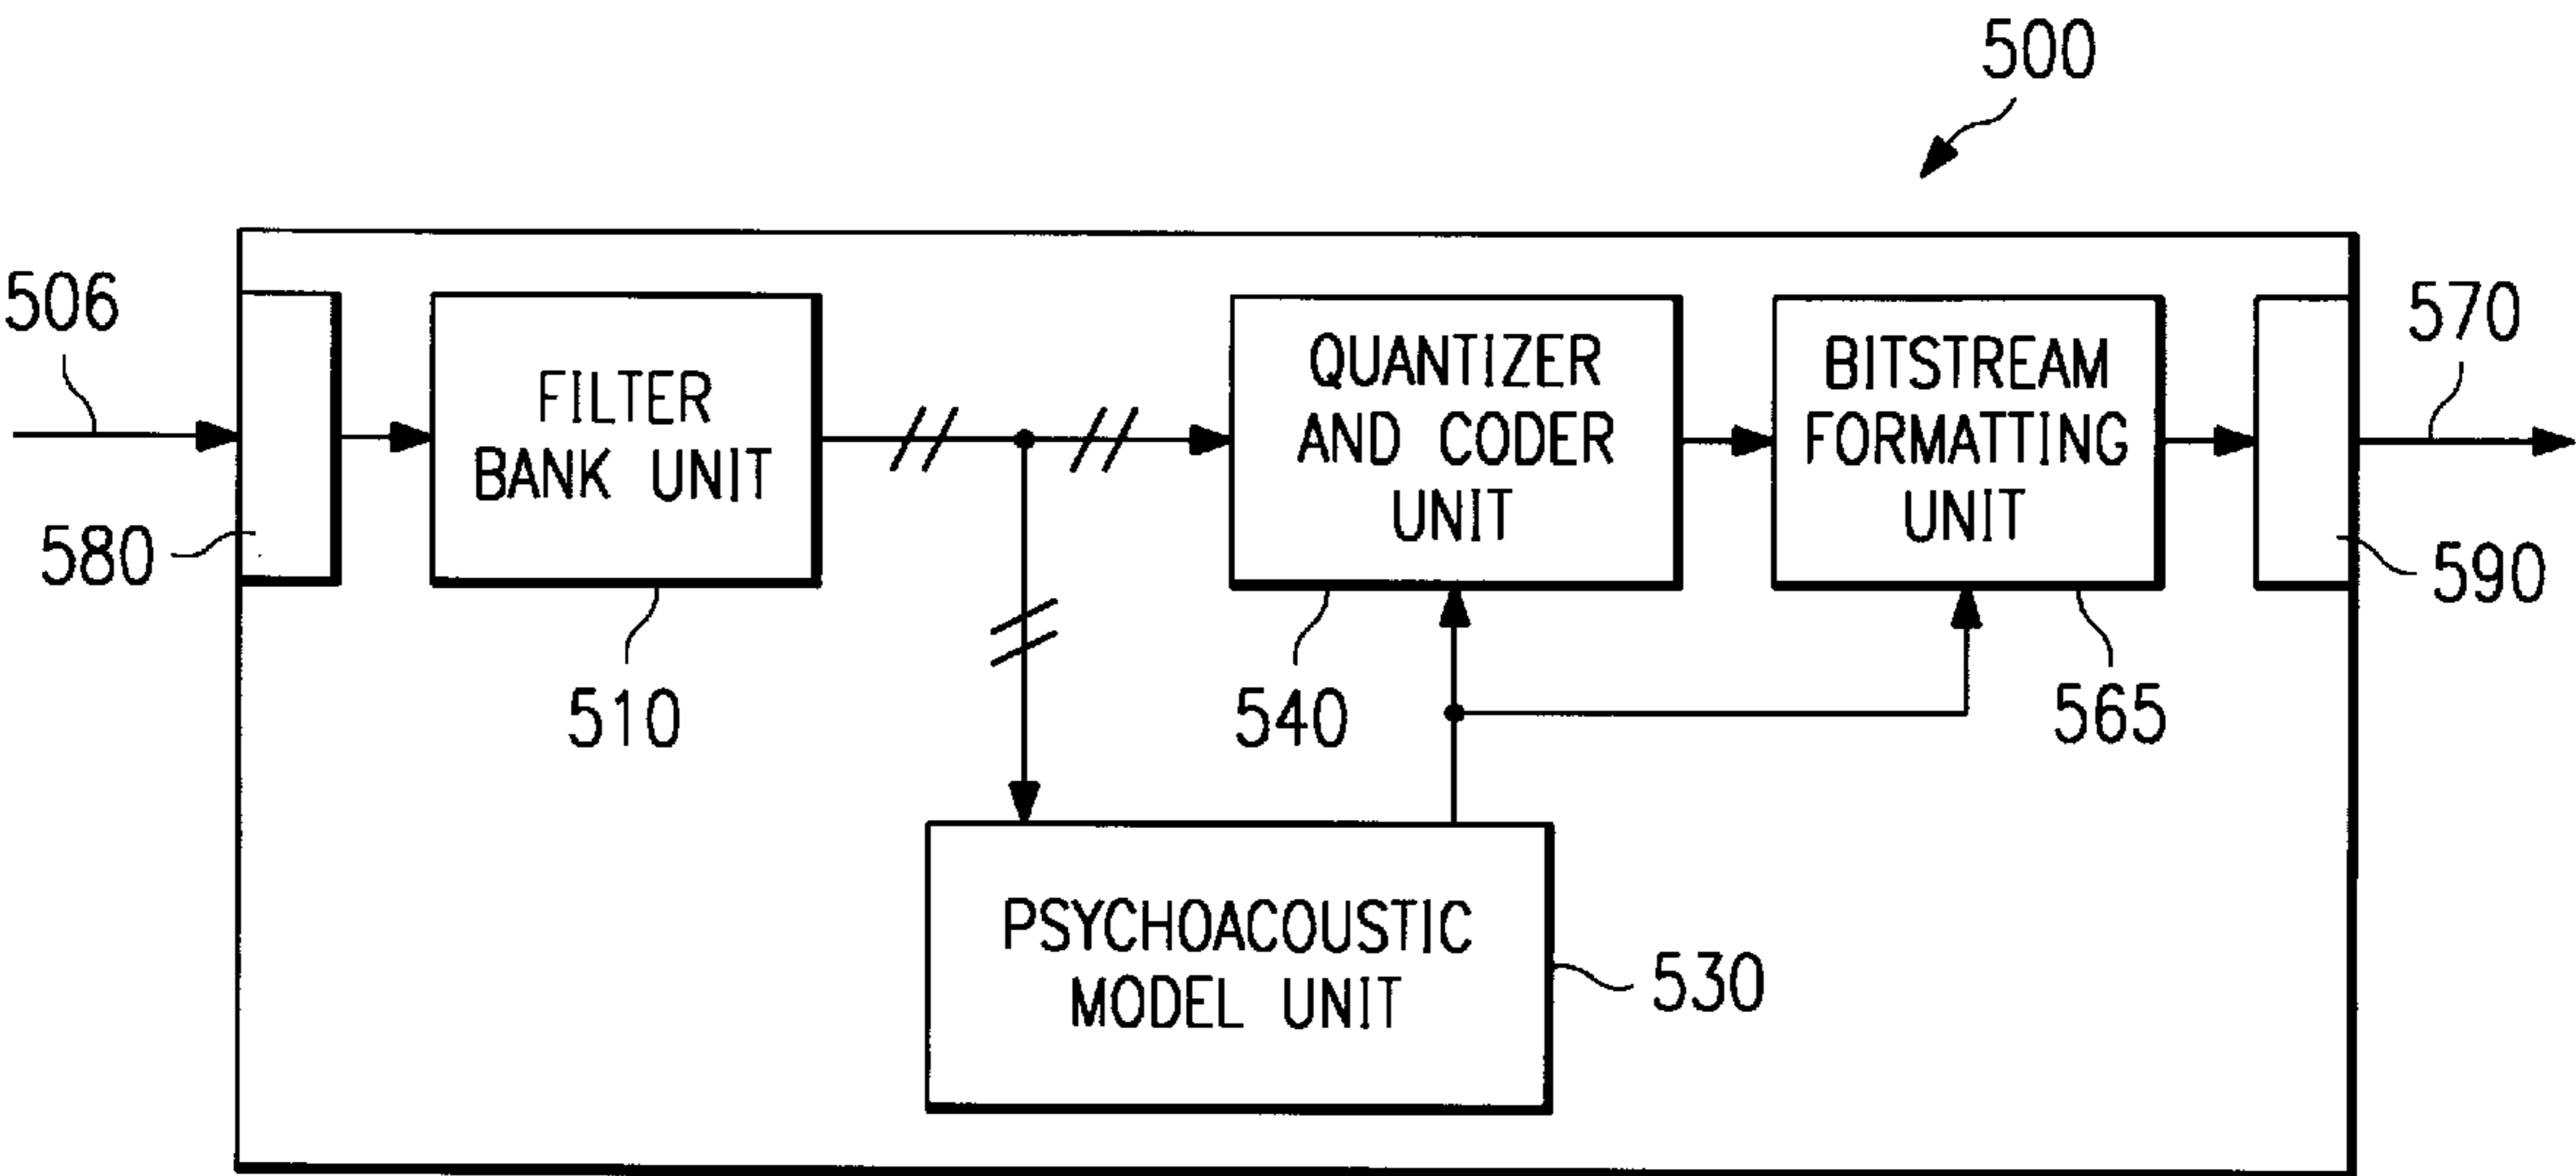 500
506
570
580
FILTER
BANK UNIT
510
QUANTIZER
AND CODER
UNIT
540
BITSTREAM
FORMATTING
UNIT
565
590
PSYCHOACOUSTIC
MODEL UNIT
530